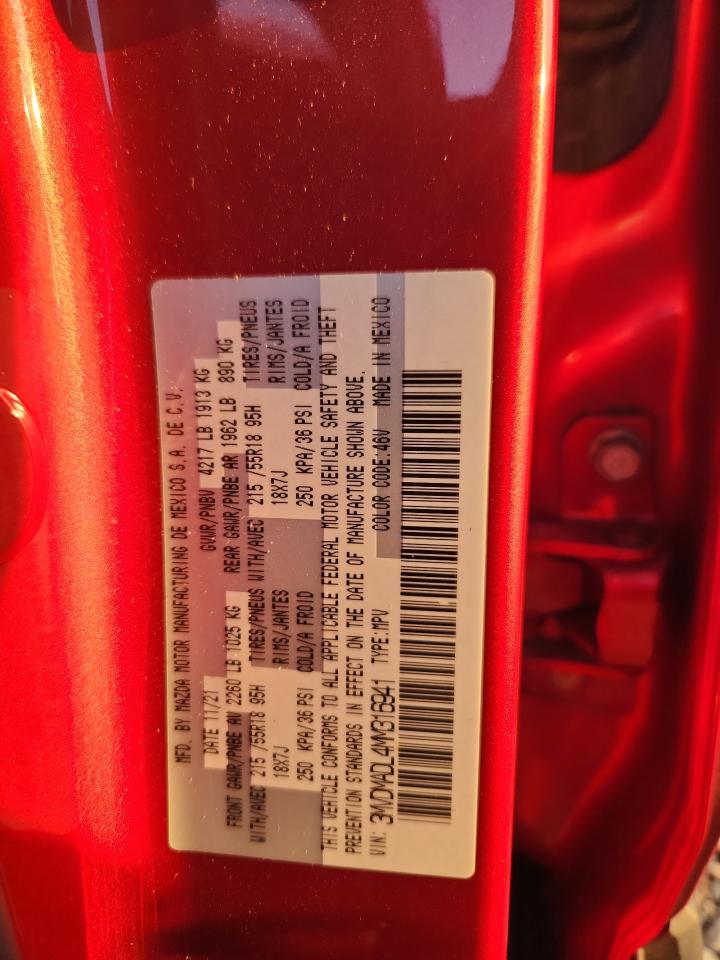 MFD. BY MAZDA MOTOR MANUFACTURING DE MEXICO S.A. DE C.V.
DATE 11/21 GVWR/PNBV 4217 LB 1913 KG
FRONT GAWR/PNBE AV 2260 LB 1025 KG REAR GAWR/PNBE AR 1962 LB 890 KG
WITH/AVEC 215 /55R18 95H TIRES/PNEUS WITH/AVEC 215 /55R18 95H TIRES/PNEUS
18X7J RIMS/JANTES 18X7J RIMS/JANTES
250 KPA/36 PSI COLD/A FROID 250 KPA/36 PSI COLD/A FROID
THIS VEHICLE CONFORMS TO ALL APPLICABLE FEDERAL MOTOR VEHICLE SAFETY AND THEFT
PREVENTION STANDARDS IN EFFECT ON THE DATE OF MANUFACTURE SHOWN ABOVE.
VIN: TYPE:MPV COLOR CODE:46V MADE IN MEXICO